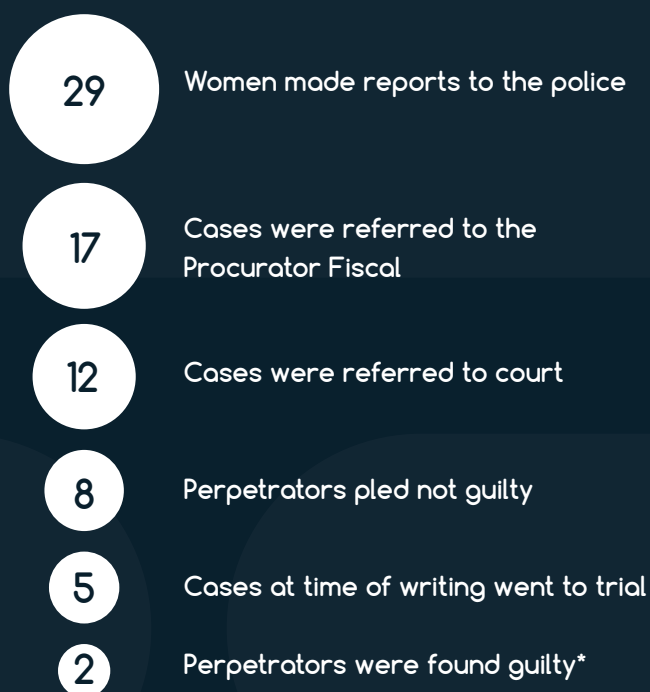 29
Women made reports to the police
17
Cases were referred to the
Procurator Fiscal
12
Cases were referred to court
8
Perpetrators pled not guilty
5
Cases at time of writing went to trial
2
Perpetrators were found guilty*